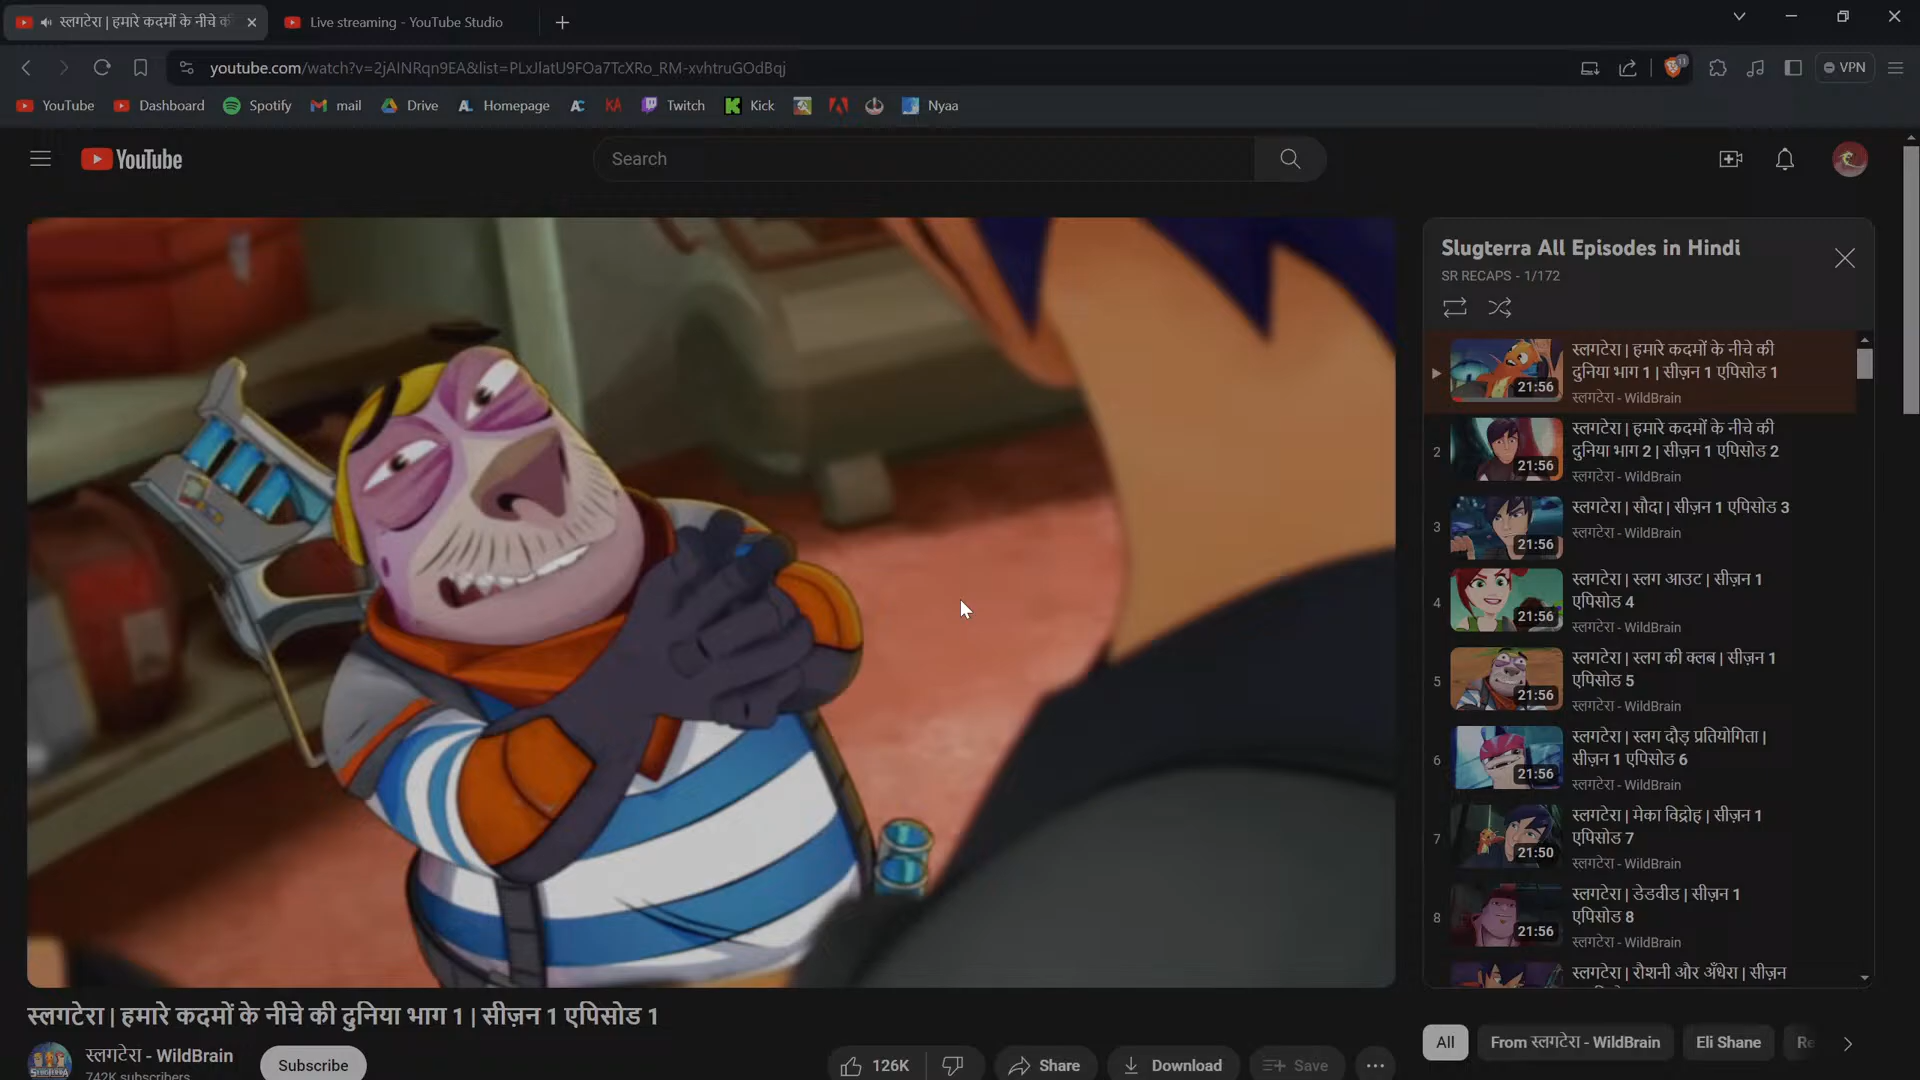 स्लगटेरा | हमारे कदमों के नीचे की
Live streaming - YouTube Studio
youtube.com/watch?v=2jAINRqn9EA&list=PLxJlatU9FOa7TcXRo_RM-xvhtruGOdBqj
11
VPN
YouTube
Dashboard
Spotify
mail
Drive
AL Homepage
AC
KA
Twitch
K Kick
Nyaa
YouTube
Search
Slugterra All Episodes in Hindi
SR RECAPS - 1/172
स्लगटेरा | हमारे कदमों के नीचे की
दुनिया भाग 1 | सीज़न 1 एपिसोड 1
21:56
स्लगटेरा - WildBrain
2
स्लगटेरा | हमारे कदमों के नीचे की
दुनिया भाग 2 | सीज़न 1 एपिसोड 2
21:56
स्लगटेरा - WildBrain
3
स्लगटेरा | सौदा | सीज़न 1 एपिसोड 3
स्लगटेरा - WildBrain
21:56
4
स्लगटेरा | स्लग आउट | सीज़न 1
एपिसोड 4
21:56
स्लगटेरा - WildBrain
5
स्लगटेरा | स्लग की क्लब | सीज़न 1
एपिसोड 5
21:56
स्लगटेरा - WildBrain
6
स्लगटेरा | स्लग दौड़ प्रतियोगिता |
सीज़न 1 एपिसोड 6
21:56
स्लगटेरा - WildBrain
7
स्लगटेरा | मेका विद्रोह | सीज़न 1
एपिसोड 7
21:50
स्लगटेरा - WildBrain
8
स्लगटेरा | डेडवीड | सीज़न 1
एपिसोड 8
21:56
स्लगटेरा - WildBrain
स्लगटेरा | रौशनी और अँधेरा | सीज़न
स्लगटेरा | हमारे कदमों के नीचे की दुनिया भाग 1 | सीज़न 1 एपिसोड 1
स्लगटेरा - WildBrain
742K subscribers
Subscribe
126K
Share
Download
Save
All
From स्लगटेरा - WildBrain
Eli Shane
Re